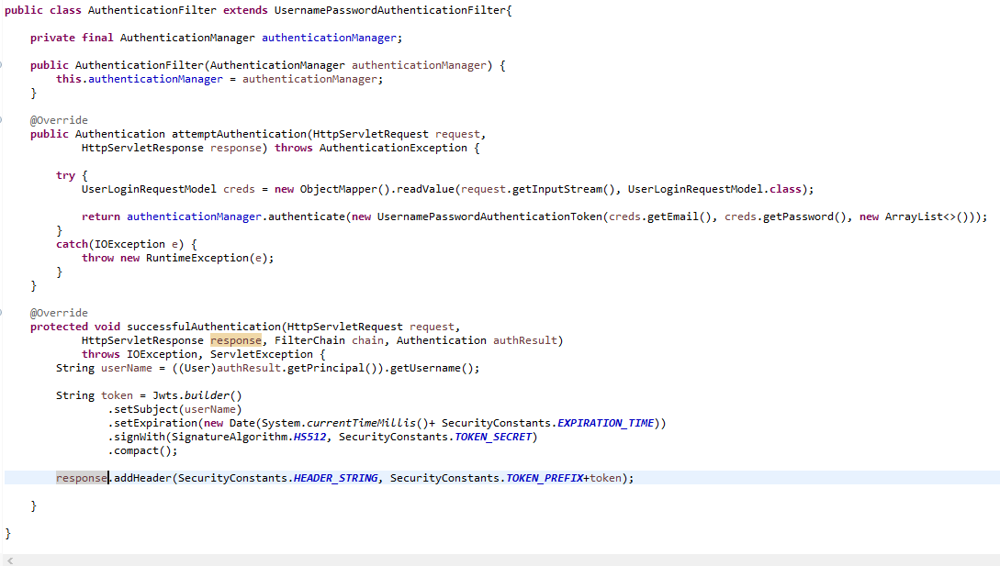 public class AuthenticationFilter extends UsernamePasswordAuthenticationFilter{
private final AuthenticationManager authenticationManager;
public AuthenticationFilter(AuthenticationManager authenticationManager) {
this.authenticationManager = authenticationManager;
}
@Override
public Authentication attemptAuthentication(HttpServletRequest request,
HttpServletResponse response) throws AuthenticationException {
try {
UserLoginRequestModel creds = new ObjectMapper().readValue(request.getInputStream(), UserLoginRequestModel.class);
return authenticationManager.authenticate(new UsernamePasswordAuthenticationToken(creds.getEmail(), creds.getPassword(), new ArrayList<>()));
}
catch(IOException e) {
throw new RuntimeException(e);
}
}
@Override
protected void successfulAuthentication(HttpServletRequest request,
HttpServletResponse response, FilterChain chain, Authentication authResult)
throws IOException, ServletException {
String userName = ((User)authResult.getPrincipal()).getUsername();
String token = Jwts.builder()
.setSubject(userName)
.setExpiration(new Date(System.currentTimeMillis()+ SecurityConstants.EXPIRATION_TIME))
.signWith(SignatureAlgorithm.HS512, SecurityConstants.TOKEN_SECRET)
.compact();
response.addHeader(SecurityConstants.HEADER_STRING, SecurityConstants.TOKEN_PREFIX+token);
}
}